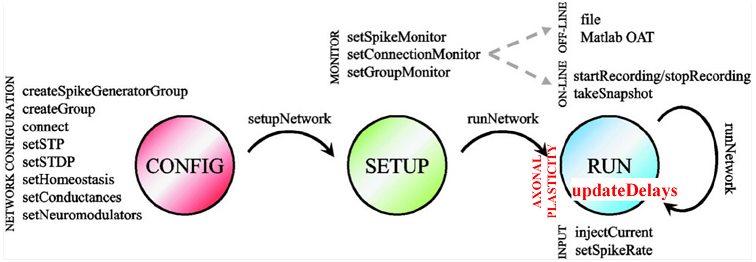 NETWORK CONFIGURATION
createSpikeGeneratorGroup
createGroup
connect
setSTP
setSTDP
setHomeostasis
setConductances
setNeuromodulators
CONFIG
setupNetwork
MONITOR
setSpikeMonitor
setConnectionMonitor
setGroupMonitor
SETUP
runNetwork
OFF-LINE
file
Matlab OAT
ON-LINE
startRecording/stopRecording
takeSnapshot
AXONAL
PLASTICITY
RUN
updateDelays
runNetwork
INPUT
injectCurrent
setSpikeRate